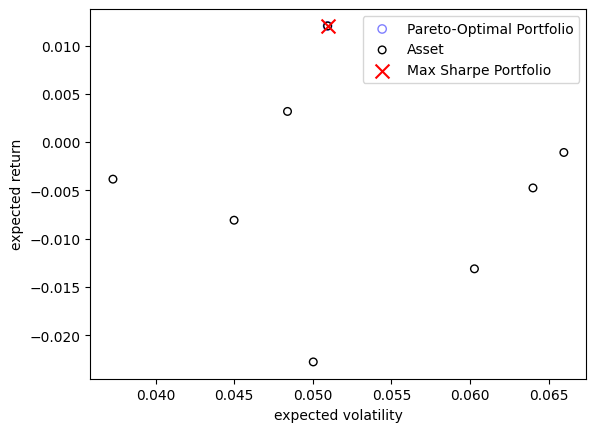 Pareto-Optimal Portfolio
Asset
Max Sharpe Portfolio
expected return
0.010
0.005
0.000
−0.005
−0.010
−0.015
−0.020
0.040 0.045 0.050 0.055 0.060 0.065
expected volatility